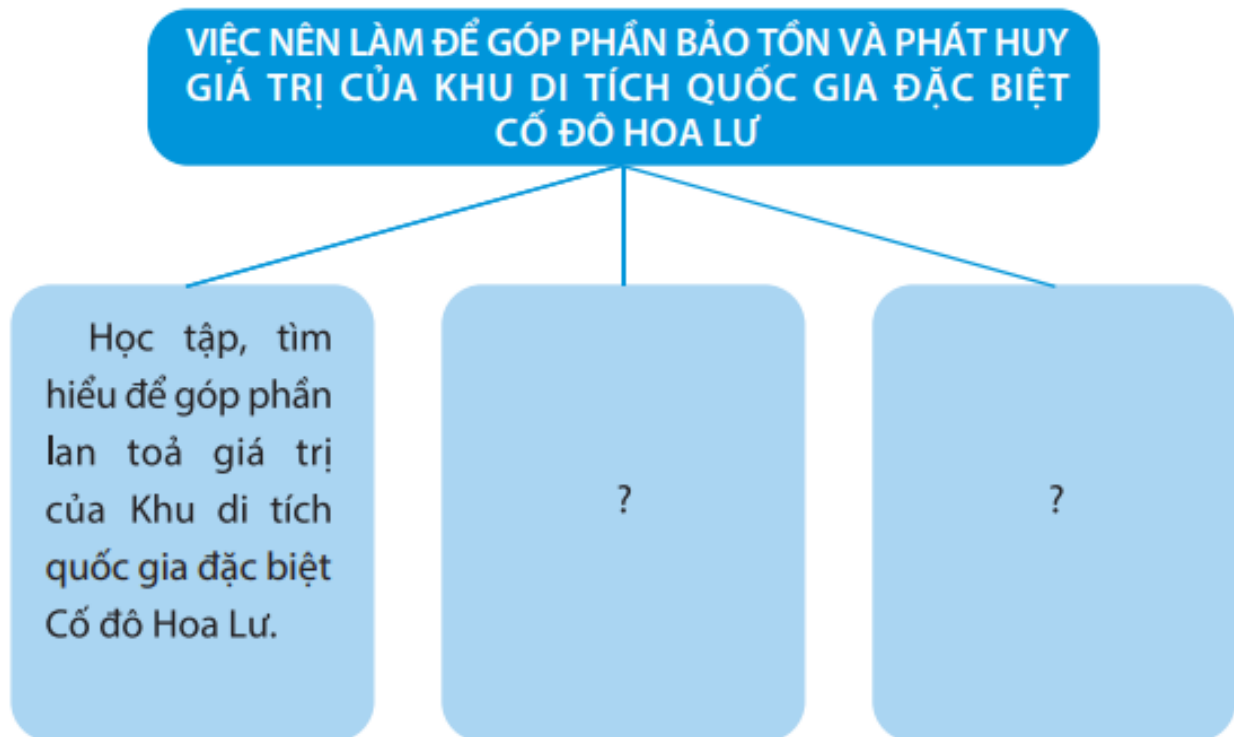 VIỆC NÊN LÀM ĐỂ GÓP PHẦN BẢO TỒN VÀ PHÁT HUY
GIÁ TRỊ CỦA KHU DI TÍCH QUỐC GIA ĐẶC BIỆT
CỐ ĐÔ HOA LƯ
Học tập, tìm
hiểu để góp phần
lan toả giá trị
của Khu di tích
quốc gia đặc biệt
Cố đô Hoa Lư.
?
?